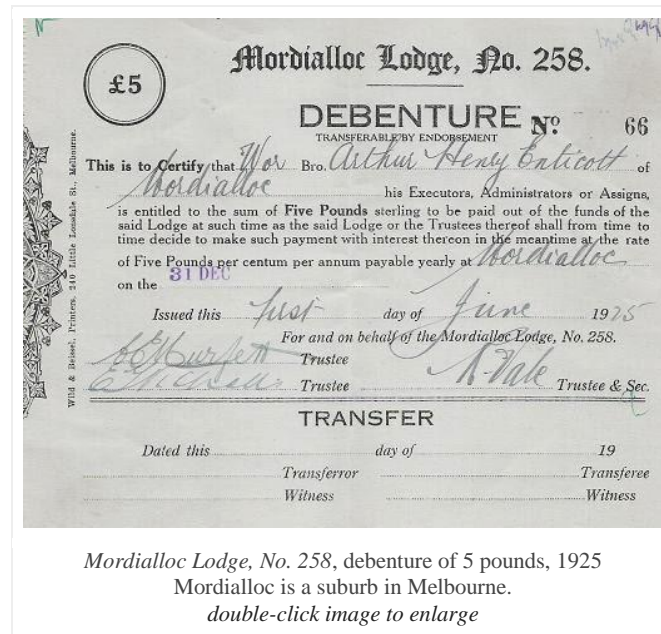 Mordialloc Lodge, No. 258.
£5
DEBENTURE Nº 66
TRANSFERABLE BY ENDORSEMENT
This is to Certify that Wor Bro. Arthur Henry Enticott of
Mordialloc his Executors, Administrators or Assigns,
is entitled to the sum of Five Pounds sterling to be paid out of the funds of the
said Lodge at such time as the said Lodge or the Trustees thereof shall from time to
time decide to make such payment with interest thereon in the meantime at the rate
of Five Pounds per centum per annum payable yearly at Mordialloc
on the 31 DEC
Issued this first day of June 1925
For and on behalf of the Mordialloc Lodge, No. 258.
Trustee
Trustee Vale Trustee & Sec.
Wild & Beisel, Printers, 249 Little Lonsdale St., Melbourne.
TRANSFER
Dated this day of 19
Transferror Transferee
Witness Witness
Mordialloc Lodge, No. 258, debenture of 5 pounds, 1925
Mordialloc is a suburb in Melbourne.
double-click image to enlarge